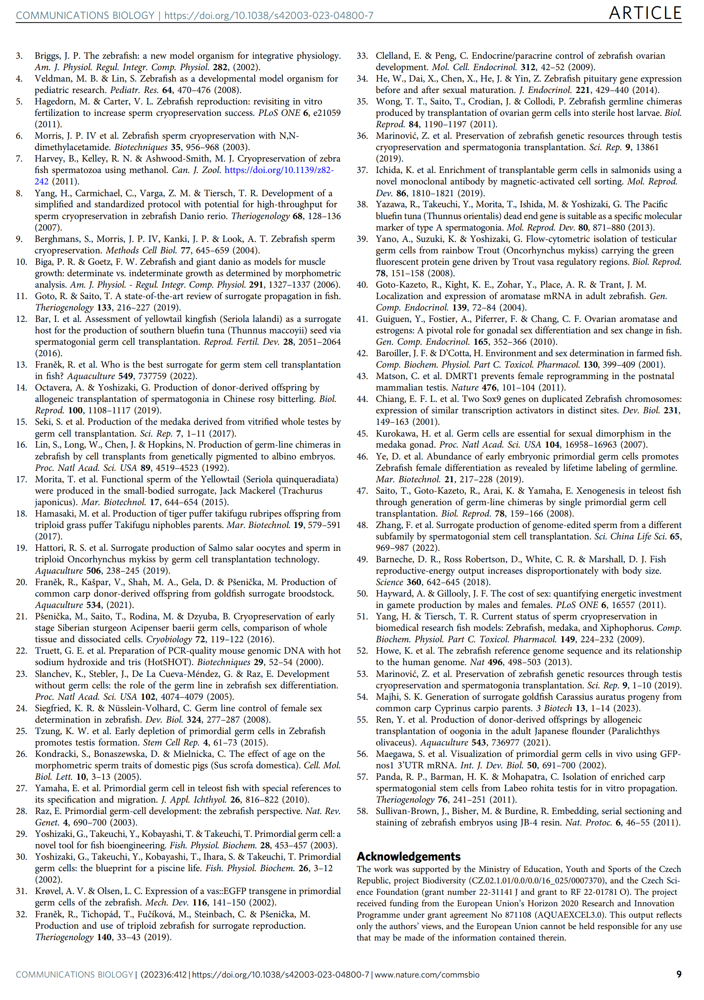 COMMUNICATIONS BIOLOGY | https://doi.org/10.1038/s42003-023-04800-7
ARTICLE
3. Briggs, J. P. The zebrafish: a new model organism for integrative physiology.
Am. J. Physiol. Regul. Integr. Comp. Physiol. 282, (2002).
4. Veldman, M. B. & Lin, S. Zebrafish as a developmental model organism for
pediatric research. Pediatr. Res. 64, 470–476 (2008).
5. Hagedorn, M. & Carter, V. L. Zebrafish reproduction: revisiting in vitro
fertilization to increase sperm cryopreservation success. PLoS ONE 6, e21059
(2011).
6. Morris, J. P. IV et al. Zebrafish sperm cryopreservation with N,N-
dimethylacetamide. Biotechniques 35, 956–968 (2003).
7. Harvey, B., Kelley, R. N. & Ashwood-Smith, M. J. Cryopreservation of zebra
fish spermatozoa using methanol. Can. J. Zool. https://doi.org/10.1139/z82-
242 (2011).
8. Yang, H., Carmichael, C., Varga, Z. M. & Tiersch, T. R. Development of a
simplified and standardized protocol with potential for high-throughput for
sperm cryopreservation in zebrafish Danio rerio. Theriogenology 68, 128–136
(2007).
9. Berghmans, S., Morris, J. P. IV, Kanki, J. P. & Look, A. T. Zebrafish sperm
cryopreservation. Methods Cell Biol. 77, 645–659 (2004).
10. Biga, P. R. & Goetz, F. W. Zebrafish and giant danio as models for muscle
growth: determinate vs. indeterminate growth as determined by morphometric
analysis. Am. J. Physiol. - Regul. Integr. Comp. Physiol. 291, 1327–1337 (2006).
11. Goto, R. & Saito, T. A state-of-the-art review of surrogate propagation in fish.
Theriogenology 133, 216–227 (2019).
12. Bar, I. et al. Assessment of yellowtail kingfish (Seriola lalandi) as a surrogate
host for the production of southern bluefin tuna (Thunnus maccoyii) seed via
spermatogonial germ cell transplantation. Reprod. Fertil. Dev. 28, 2051–2064
(2016).
13. Franěk, R. et al. Who is the best surrogate for germ stem cell transplantation
in fish? Aquaculture 549, 737759 (2022).
14. Octavera, A. & Yoshizaki, G. Production of donor-derived offspring by
allogeneic transplantation of spermatogonia in Chinese rosy bitterling. Biol.
Reprod. 100, 1108–1117 (2019).
15. Seki, S. et al. Production of the medaka derived from vitrified whole testes by
germ cell transplantation. Sci. Rep. 7, 1–11 (2017).
16. Lin, S., Long, W., Chen, J. & Hopkins, N. Production of germ-line chimeras in
zebrafish by cell transplants from genetically pigmented to albino embryos.
Proc. Natl Acad. Sci. USA 89, 4519–4523 (1992).
17. Morita, T. et al. Functional sperm of the Yellowtail (Seriola quinqueradiata)
were produced in the small-bodied surrogate, Jack Mackerel (Trachurus
japonicus). Mar. Biotechnol. 17, 644–654 (2015).
18. Hamasaki, M. et al. Production of tiger puffer takifugu rubripes offspring from
triploid grass puffer Takifugu niphobles parents. Mar. Biotechnol. 19, 579–591
(2017).
19. Hattori, R. S. et al. Surrogate production of Salmo salar oocytes and sperm in
triploid Oncorhynchus mykiss by germ cell transplantation technology.
Aquaculture 506, 238–245 (2019).
20. Franěk, R., Kašpar, V., Shah, M. A., Gela, D. & Pšenička, M. Production of
common carp donor-derived offspring from goldfish surrogate broodstock.
Aquaculture 534, (2021).
21. Pšenička, M., Saito, T., Rodina, M. & Dzyuba, B. Cryopreservation of early
stage Siberian sturgeon Acipenser baerii germ cells, comparison of whole
tissue and dissociated cells. Cryobiology 72, 119–122 (2016).
22. Truett, G. E. et al. Preparation of PCR-quality mouse genomic DNA with hot
sodium hydroxide and tris (HotSHOT). Biotechniques 29, 52–54 (2000).
23. Slanchev, K., Stebler, J., De La Cueva-Méndez, G. & Raz, E. Development
without germ cells: the role of the germ line in zebrafish sex differentiation.
Proc. Natl Acad. Sci. USA 102, 4074–4079 (2005).
24. Siegfried, K. R. & Nüsslein-Volhard, C. Germ line control of female sex
determination in zebrafish. Dev. Biol. 324, 277–287 (2008).
25. Tzung, K. W. et al. Early depletion of primordial germ cells in Zebrafish
promotes testis formation. Stem Cell Rep. 4, 61–73 (2015).
26. Kondracki, S., Bonaszewska, D. & Mielnicka, C. The effect of age on the
morphometric sperm traits of domestic pigs (Sus scrofa domestica). Cell. Mol.
Biol. Lett. 10, 3–13 (2005).
27. Yamaha, E. et al. Primordial germ cell in teleost fish with special references to
its specification and migration. J. Appl. Ichthyol. 26, 816–822 (2010).
28. Raz, E. Primordial germ-cell development: the zebrafish perspective. Nat. Rev.
Genet. 4, 690–700 (2003).
29. Yoshizaki, G., Takeuchi, Y., Kobayashi, T. & Takeuchi, T. Primordial germ cell: a
novel tool for fish bioengineering. Fish. Physiol. Biochem. 28, 453–457 (2003).
30. Yoshizaki, G., Takeuchi, Y., Kobayashi, T., Ihara, S. & Takeuchi, T. Primordial
germ cells: the blueprint for a piscine life. Fish. Physiol. Biochem. 26, 3–12
(2002).
31. Krøvel, A. V. & Olsen, L. C. Expression of a vas::EGFP transgene in primordial
germ cells of the zebrafish. Mech. Dev. 116, 141–150 (2002).
32. Franěk, R., Tichopád, T., Fučíková, M., Steinbach, C. & Pšenička, M.
Production and use of triploid zebrafish for surrogate reproduction.
Theriogenology 140, 33–43 (2019).
33. Clelland, E. & Peng, C. Endocrine/paracrine control of zebrafish ovarian
development. Mol. Cell. Endocrinol. 312, 42–52 (2009).
34. He, W., Dai, X., Chen, X., He, J. & Yin, Z. Zebrafish pituitary gene expression
before and after sexual maturation. J. Endocrinol. 221, 429–440 (2014).
35. Wong, T. T., Saito, T., Crodian, J. & Collodi, P. Zebrafish germline chimeras
produced by transplantation of ovarian germ cells into sterile host larvae. Biol.
Reprod. 84, 1190–1197 (2011).
36. Marinović, Z. et al. Preservation of zebrafish genetic resources through testis
cryopreservation and spermatogonia transplantation. Sci. Rep. 9, 13861
(2019).
37. Ichida, K. et al. Enrichment of transplantable germ cells in salmonids using a
novel monoclonal antibody by magnetic-activated cell sorting. Mol. Reprod.
Dev. 86, 1810–1821 (2019).
38. Yazawa, R., Takeuchi, Y., Morita, T., Ishida, M. & Yoshizaki, G. The Pacific
bluefin tuna (Thunnus orientalis) dead end gene is suitable as a specific molecular
marker of type A spermatogonia. Mol. Reprod. Dev. 80, 871–880 (2013).
39. Yano, A., Suzuki, K. & Yoshizaki, G. Flow-cytometric isolation of testicular
germ cells from rainbow Trout (Oncorhynchus mykiss) carrying the green
fluorescent protein gene driven by Trout vasa regulatory regions. Biol. Reprod.
78, 151–158 (2008).
40. Goto-Kazeto, R., Kight, K. E., Zohar, Y., Place, A. R. & Trant, J. M.
Localization and expression of aromatase mRNA in adult zebrafish. Gen.
Comp. Endocrinol. 139, 72–84 (2004).
41. Guiguen, Y., Fostier, A., Piferrer, F. & Chang, C. F. Ovarian aromatase and
estrogens: A pivotal role for gonadal sex differentiation and sex change in fish.
Gen. Comp. Endocrinol. 165, 352–366 (2010).
42. Baroiller, J. F. & D’Cotta, H. Environment and sex determination in farmed fish.
Comp. Biochem. Physiol. Part C. Toxicol. Pharmacol. 130, 399–409 (2001).
43. Matson, C. et al. DMRT1 prevents female reprogramming in the postnatal
mammalian testis. Nature 476, 101–104 (2011).
44. Chiang, E. F. L. et al. Two Sox9 genes on duplicated Zebrafish chromosomes:
expression of similar transcription activators in distinct sites. Dev. Biol. 231,
149–163 (2001).
45. Kurokawa, H. et al. Germ cells are essential for sexual dimorphism in the
medaka gonad. Proc. Natl Acad. Sci. USA 104, 16958–16963 (2007).
46. Ye, D. et al. Abundance of early embryonic primordial germ cells promotes
Zebrafish female differentiation as revealed by lifetime labeling of germline.
Mar. Biotechnol. 21, 217–228 (2019).
47. Saito, T., Goto-Kazeto, R., Arai, K. & Yamaha, E. Xenogenesis in teleost fish
through generation of germ-line chimeras by single primordial germ cell
transplantation. Biol. Reprod. 78, 159–166 (2008).
48. Zhang, F. et al. Surrogate production of genome-edited sperm from a different
subfamily by spermatogonial stem cell transplantation. Sci. China Life Sci. 65,
969–987 (2022).
49. Barneche, D. R., Ross Robertson, D., White, C. R. & Marshall, D. J. Fish
reproductive-energy output increases disproportionately with body size.
Science 360, 642–645 (2018).
50. Hayward, A. & Gillooly, J. F. The cost of sex: quantifying energetic investment
in gamete production by males and females. PLoS ONE 6, 16557 (2011).
51. Yang, H. & Tiersch, T. R. Current status of sperm cryopreservation in
biomedical research fish models: Zebrafish, medaka, and Xiphophorus. Comp.
Biochem. Physiol. Part C. Toxicol. Pharmacol. 149, 224–232 (2009).
52. Howe, K. et al. The zebrafish reference genome sequence and its relationship
to the human genome. Nat 496, 498–503 (2013).
53. Marinović, Z. et al. Preservation of zebrafish genetic resources through testis
cryopreservation and spermatogonia transplantation. Sci. Rep. 9, 1–10 (2019).
54. Majhi, S. K. Generation of surrogate goldfish Carassius auratus progeny from
common carp Cyprinus carpio parents. 3 Biotech 13, 1–14 (2023).
55. Ren, Y. et al. Production of donor-derived offsprings by allogeneic
transplantation of oogonia in the adult Japanese flounder (Paralichthys
olivaceus). Aquaculture 543, 736977 (2021).
56. Maegawa, S. et al. Visualization of primordial germ cells in vivo using GFP-
nos1 3’UTR mRNA. Int. J. Dev. Biol. 50, 691–700 (2002).
57. Panda, R. P., Barman, H. K. & Mohapatra, C. Isolation of enriched carp
spermatogonial stem cells from Labeo rohita testis for in vitro propagation.
Theriogenology 76, 241–251 (2011).
58. Sullivan-Brown, J., Bisher, M. & Burdine, R. Embedding, serial sectioning and
staining of zebrafish embryos using JB-4 resin. Nat. Protoc. 6, 46–55 (2011).
Acknowledgements
The work was supported by the Ministry of Education, Youth and Sports of the Czech
Republic, project Biodiversity (CZ.02.1.01/0.0/0.0/16_025/0007370), and the Czech Sci-
ence Foundation (grant number 22-31141 J and grant to RF 22-01781 O). The project
received funding from the European Union’s Horizon 2020 Research and Innovation
Programme under grant agreement No 871108 (AQUAEXCEL3.0). This output reflects
only the authors’ views, and the European Union cannot be held responsible for any use
that may be made of the information contained therein.
COMMUNICATIONS BIOLOGY | (2023)6:412 | https://doi.org/10.1038/s42003-023-04800-7 | www.nature.com/commsbio
9